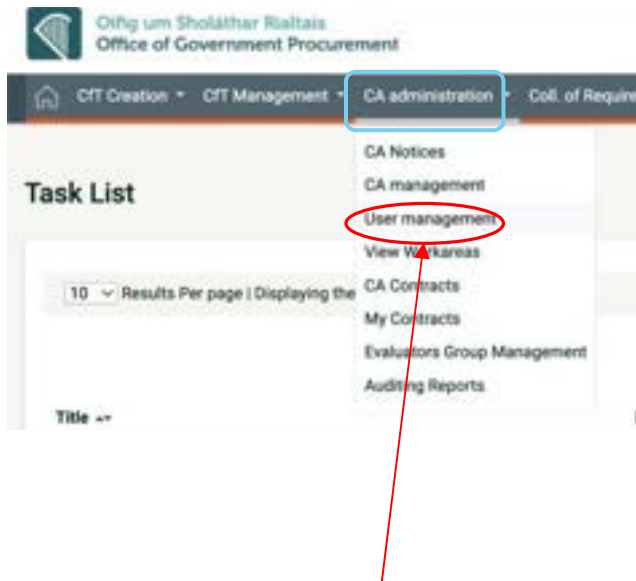 Oifig um Sholáthar Rialtais
Office of Government Procurement
CfT Creation CfT Management CA administration Coll. of Require
CA Notices
CA management
Task List
User management
View Workareas
10 Results Per page | Displaying the
CA Contracts
My Contracts
Evaluators Group Management
Auditing Reports
Title